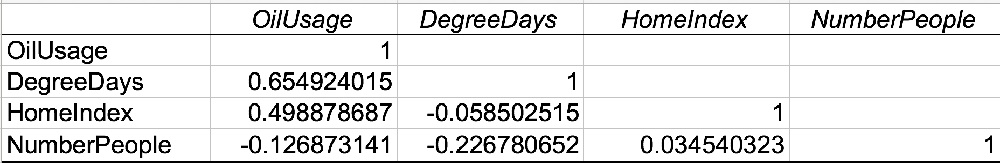 OilUsage DegreeDays HomeIndex NumberPeople
OilUsage 1
DegreeDays 0.654924015 1
HomeIndex 0.498878687 -0.058502515 1
NumberPeople -0.126873141 -0.226780652 0.034540323 1